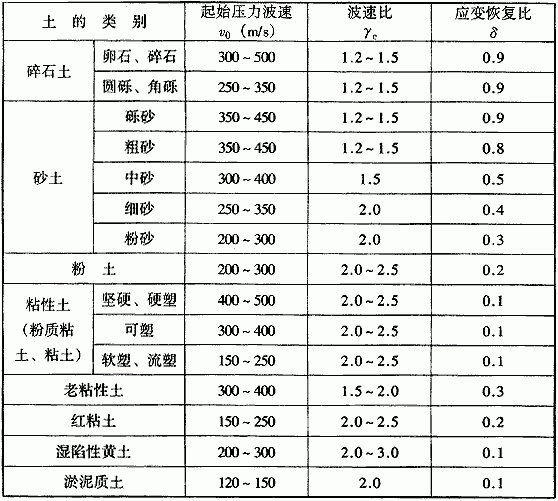 土 的 类 别 起始压力波速 v₀ (m/s) 波速比 γc 应变恢复比 δ
碎石土 卵石、碎石 300~500 1.2~1.5 0.9
圆砾、角砾 250~350 1.2~1.5 0.9
砂土 砾砂 350~450 1.2~1.5 0.9
粗砂 350~450 1.2~1.5 0.8
中砂 300~400 1.5 0.5
细砂 250~350 2.0 0.4
粉砂 200~300 2.0 0.3
粉 土 200~300 2.0~2.5 0.2
粘性土(粉质粘土、粘土) 坚硬、硬塑 400~500 2.0~2.5 0.1
可塑 300~400 2.0~2.5 0.1
软塑、流塑 150~250 2.0~2.5 0.1
老粘性土 300~400 1.5~2.0 0.3
红粘土 150~250 2.0~2.5 0.2
湿陷性黄土 200~300 2.0~3.0 0.1
淤泥质土 120~150 2.0 0.1